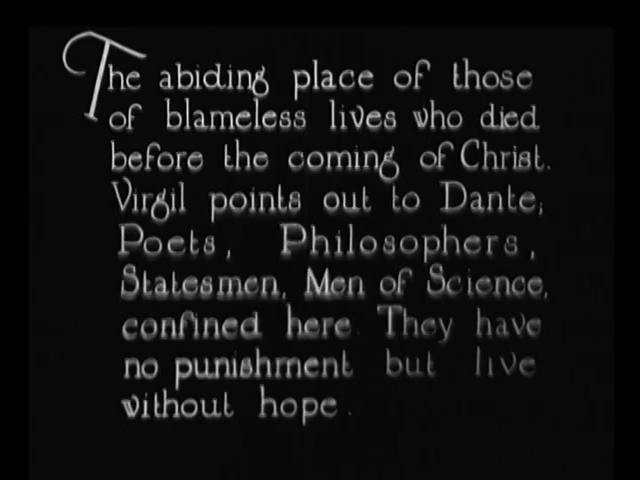 The abiding place of those
of blameless lives who died
before the coming of Christ.
Virgil points out to Dante;
Poets, Philosophers,
Statesmen, Men of Science,
confined here. They have
no punishment but live
without hope.